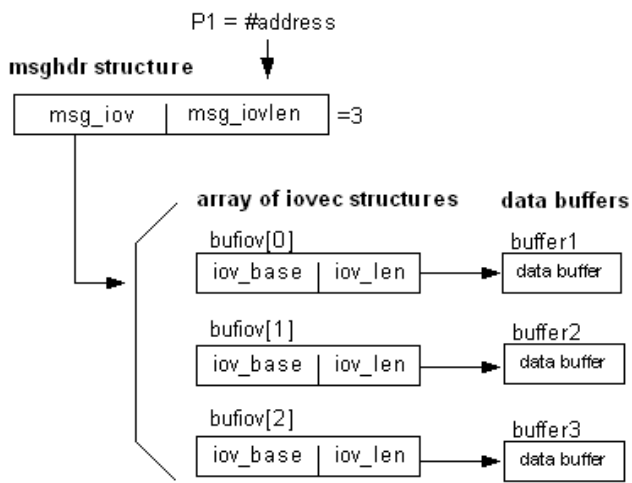 P1 = #address
msghdr structure
msg_iov | msg_iovlen =3
array of iovec structures data buffers
bufiov[0] buffer1
iov_base | iov_len data buffer
bufiov[1] buffer2
iov_base | iov_len data buffer
bufiov[2] buffer3
iov_base | iov_len data buffer